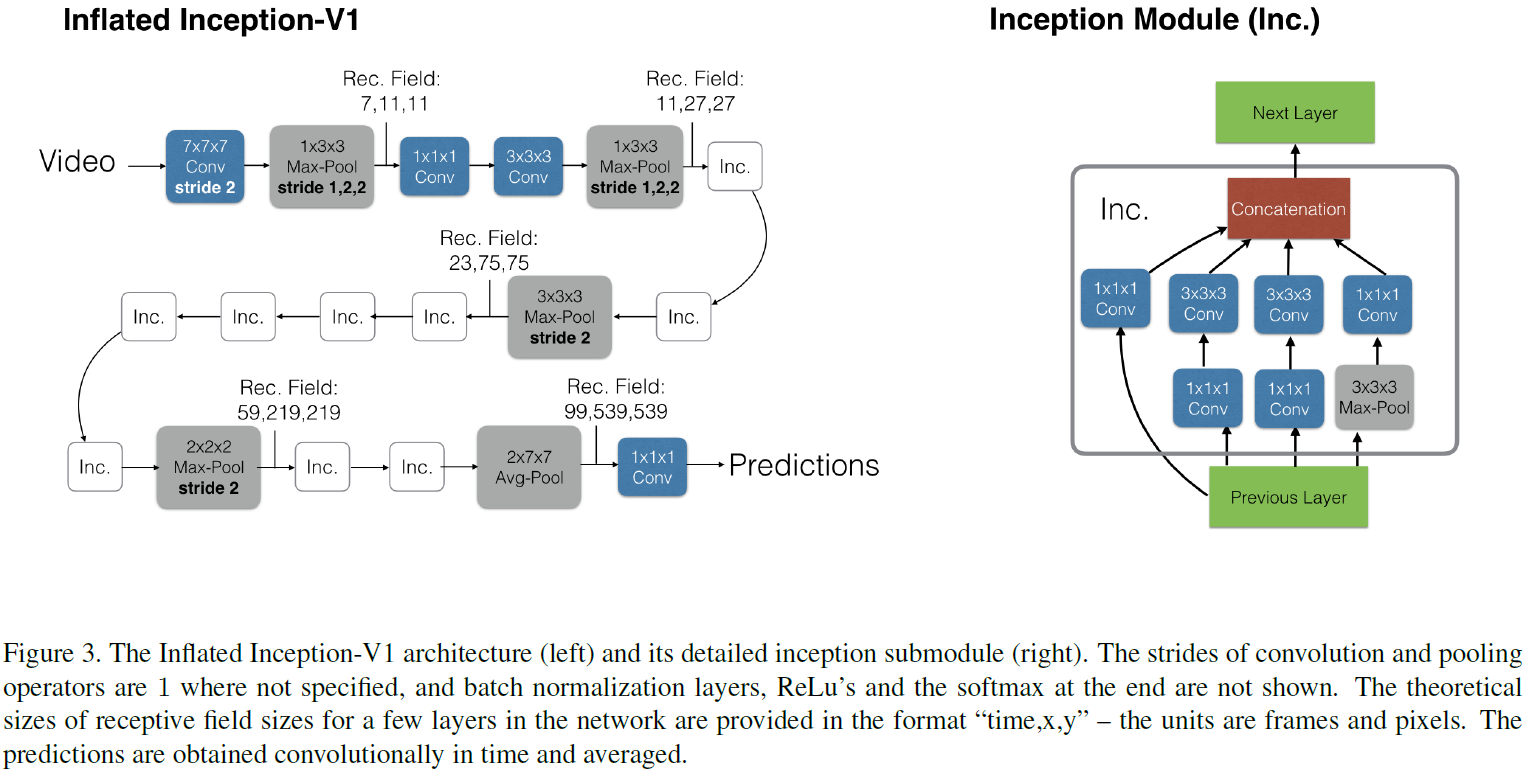 Inflated Inception-V1
Inception Module (Inc.)
Rec. Field:
7,11,11
Rec. Field:
11,27,27
Video
7x7x7
Conv
stride 2
1x3x3
Max-Pool
stride 1,2,2
1x1x1
Conv
3x3x3
Conv
1x3x3
Max-Pool
stride 1,2,2
Inc.
Rec. Field:
23,75,75
Inc.
Inc.
Inc.
Inc.
3x3x3
Max-Pool
stride 2
Inc.
Rec. Field:
59,219,219
Rec. Field:
99,539,539
Inc.
2x2x2
Max-Pool
stride 2
Inc.
Inc.
2x7x7
Avg-Pool
1x1x1
Conv
Predictions
Next Layer
Inc.
Concatenation
1x1x1
Conv
3x3x3
Conv
3x3x3
Conv
1x1x1
Conv
1x1x1
Conv
1x1x1
Conv
3x3x3
Max-Pool
Previous Layer
Figure 3. The Inflated Inception-V1 architecture (left) and its detailed inception submodule (right). The strides of convolution and pooling
operators are 1 where not specified, and batch normalization layers, ReLu's and the softmax at the end are not shown. The theoretical
sizes of receptive field sizes for a few layers in the network are provided in the format “time,x,y” – the units are frames and pixels. The
predictions are obtained convolutionally in time and averaged.